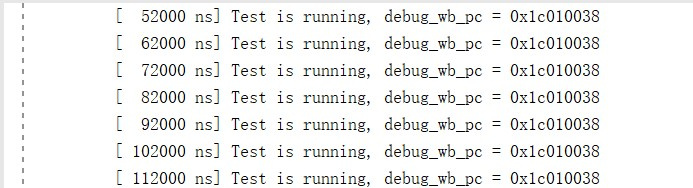 [  52000 ns] Test is running, debug_wb_pc = 0x1c010038
[  62000 ns] Test is running, debug_wb_pc = 0x1c010038
[  72000 ns] Test is running, debug_wb_pc = 0x1c010038
[  82000 ns] Test is running, debug_wb_pc = 0x1c010038
[  92000 ns] Test is running, debug_wb_pc = 0x1c010038
[ 102000 ns] Test is running, debug_wb_pc = 0x1c010038
[ 112000 ns] Test is running, debug_wb_pc = 0x1c010038